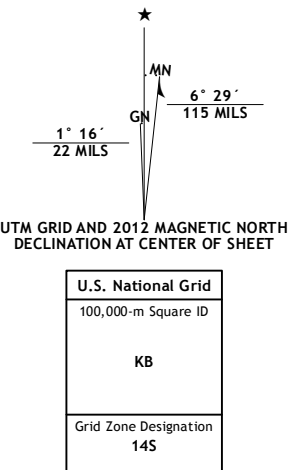 ★
MN
6° 29´
115 MILS
GN
1° 16´
22 MILS
UTM GRID AND 2012 MAGNETIC NORTH
DECLINATION AT CENTER OF SHEET
U.S. National Grid
100,000-m Square ID
KB
Grid Zone Designation
14S